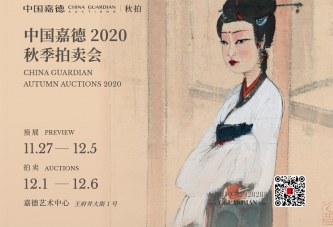 中国嘉德 CHINA GUARDIAN AUCTIONS 秋拍
中国嘉德 2020
秋季拍卖会
CHINA GUARDIAN
AUTUMN AUCTIONS 2020
预展 PREVIEW
11.27 — 12.5
拍卖 AUCTIONS
12.1 — 12.6
嘉德艺术中心 王府井大街 1 号